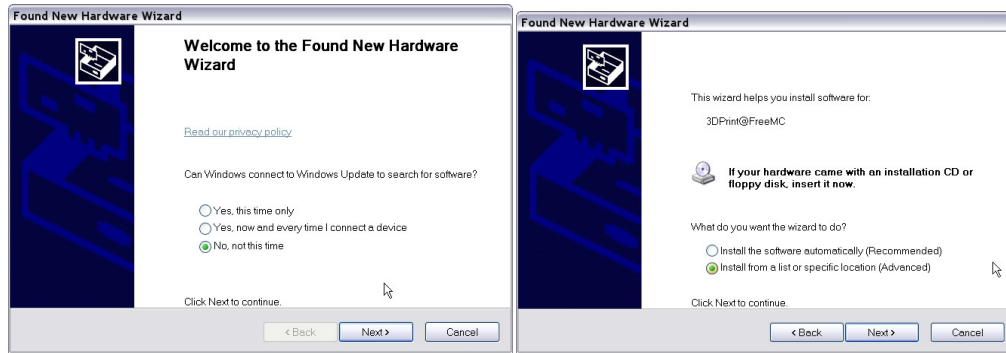 Found New Hardware Wizard
Welcome to the Found New Hardware
Wizard
Read our privacy policy
Can Windows connect to Windows Update to search for software?
Yes, this time only
Yes, now and every time I connect a device
No, not this time
Click Next to continue.
< Back
Next >
Cancel
Found New Hardware Wizard
This wizard helps you install software for:
3DPrint@FreeMC
If your hardware came with an installation CD or
floppy disk, insert it now.
What do you want the wizard to do?
Install the software automatically (Recommended)
Install from a list or specific location (Advanced)
Click Next to continue.
< Back
Next >
Cancel